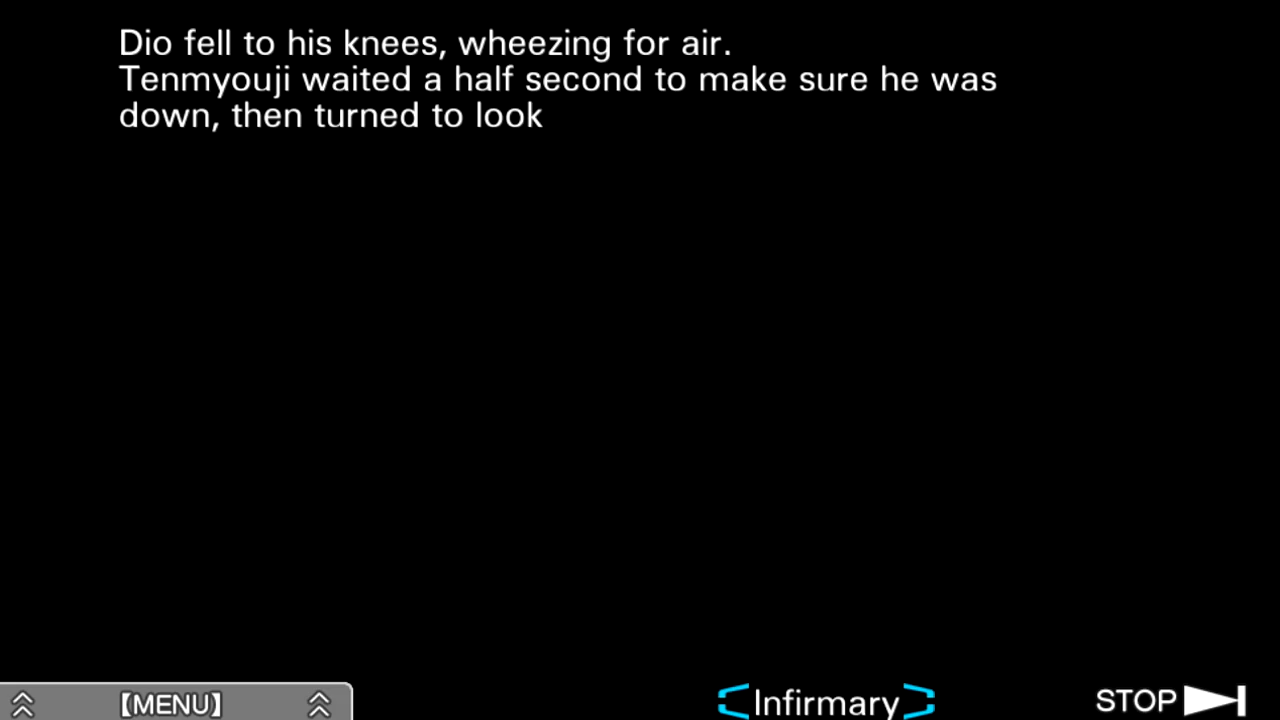 Dio fell to his knees, wheezing for air.
Tenmyouji waited a half second to make sure he was
down, then turned to look
【MENU】
Infirmary
STOP